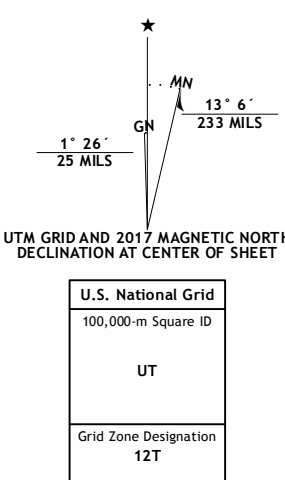 ★
MN
GN
13° 6´
233 MILS
1° 26´
25 MILS
UTM GRID AND 2017 MAGNETIC NORTH
DECLINATION AT CENTER OF SHEET
U.S. National Grid
100,000-m Square ID
UT
Grid Zone Designation
12T